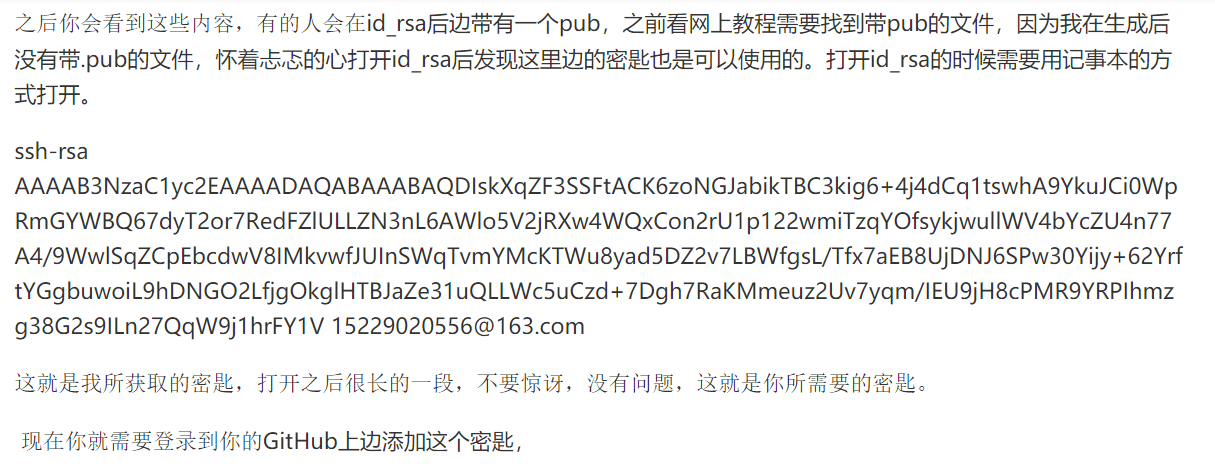 之后你会看到这些内容，有的人会在id_rsa后边带有一个pub，之前看网上教程需要找到带pub的文件，因为我在生成后
没有带.pub的文件，怀着忐忑的心打开id_rsa后发现这里边的密匙也是可以使用的。打开id_rsa的时候需要用记事本的方
式打开。
ssh-rsa
AAAAB3NzaC1yc2EAAAADAQABAAABAQDIskXqZF3SSFtACK6zoNGJabikTBC3kig6+4j4dCq1tswhA9YkuJCi0Wp
RmGYWBQ67dyT2or7RedFZlULLZN3nL6AWlo5V2jRXw4WQxCon2rU1p122wmiTzqYOfsykjwullWV4bYcZU4n77
A4/9WwlSqZCpEbcdwV8IMkvwfJUInSWqTvmYMcKTWu8yad5DZ2v7LBWfgsL/Tfx7aEB8UjDNJ6SPw30Yijy+62Yrf
tYGgbuwoiL9hDNGO2LfjgOkglHTBJaZe31uQLLWc5uCzd+7Dgh7RaKMmeuz2Uv7yqm/IEU9jH8cPMR9YRPIhmz
g38G2s9ILn27QqW9j1hrFY1V 15229020556@163.com
这就是我所获取的密匙，打开之后很长的一段，不要惊讶，没有问题，这就是你所需要的密匙。
现在你就需要登录到你的GitHub上边添加这个密匙，